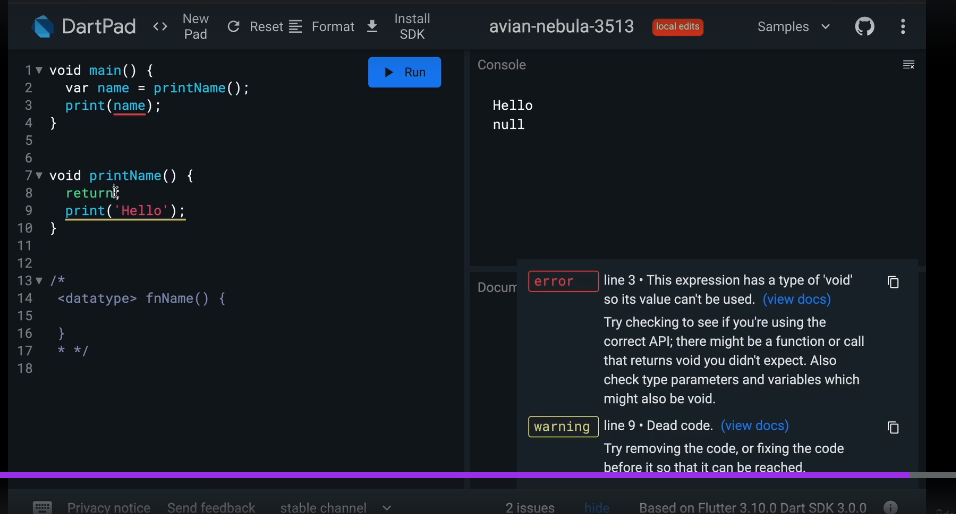 DartPad <> New Pad Reset Format Install SDK avian-nebula-3513 local edits Samples
1 void main() {
2 var name = printName();
3 print(name);
4 }
5
6
7 void printName() {
8 return;
9 print('Hello');
10 }
11
12
13 /*
14 <datatype> fnName() {
15
16 }
17 * */
18
Run
Console
Hello
null
Docum
error line 3 • This expression has a type of 'void'
so its value can't be used. (view docs)
Try checking to see if you're using the
correct API; there might be a function or call
that returns void you didn't expect. Also
check type parameters and variables which
might also be void.
warning line 9 • Dead code. (view docs)
Try removing the code, or fixing the code
before it so that it can be reached.
Privacy notice Send feedback stable channel 2 issues hide Based on Flutter 3.10.0 Dart SDK 3.0.0